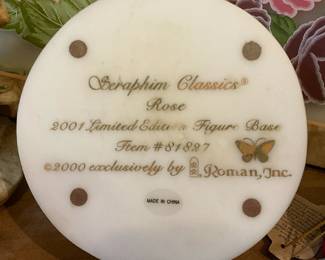 Seraphim Classics®
Rose
2001 Limited Edition Figure Base
Item #81827
©2000 exclusively by Roman, Inc.
MADE IN CHINA